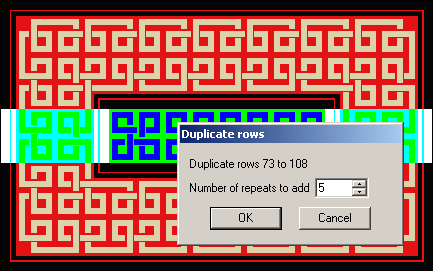 Duplicate rows
Duplicate rows 73 to 108
Number of repeats to add 5
OK Cancel